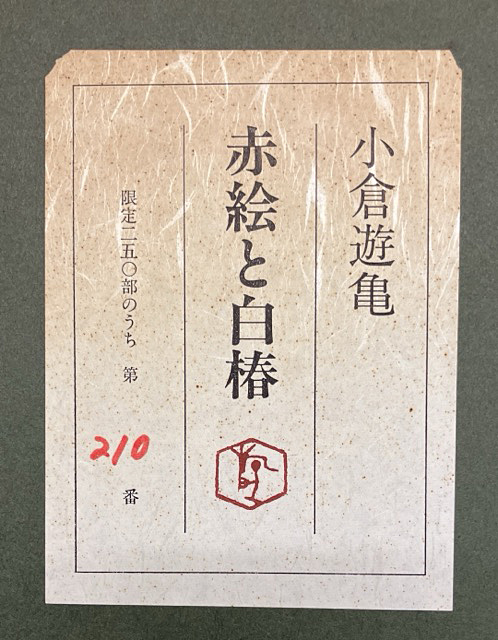 小倉遊亀
赤絵と白椿
限定二五〇部のうち 第
210
番